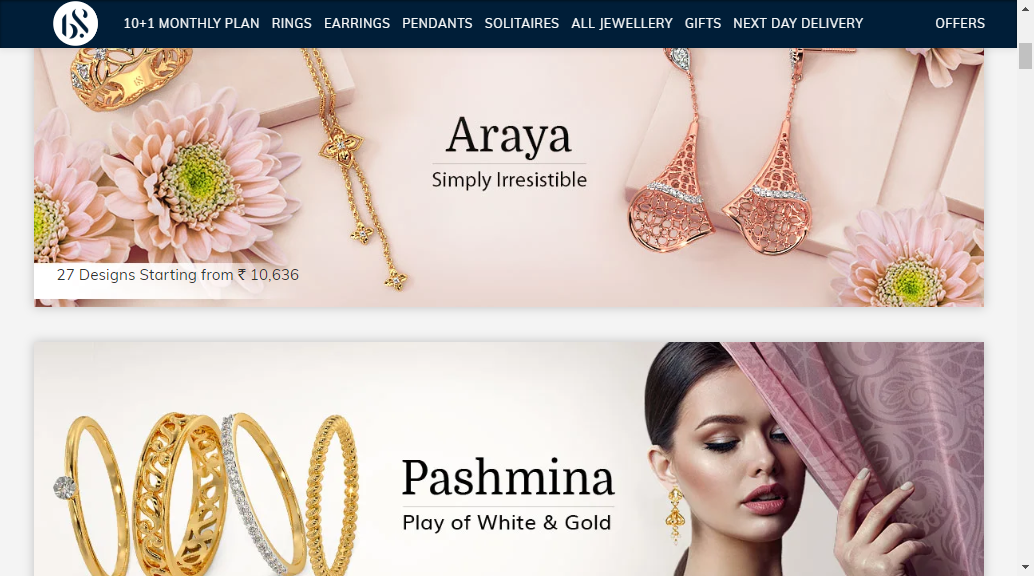 BS
10+1 MONTHLY PLAN RINGS EARRINGS PENDANTS SOLITAIRES ALL JEWELLERY GIFTS NEXT DAY DELIVERY OFFERS
Araya
Simply Irresistible
27 Designs Starting from ₹ 10,636
Pashmina
Play of White & Gold